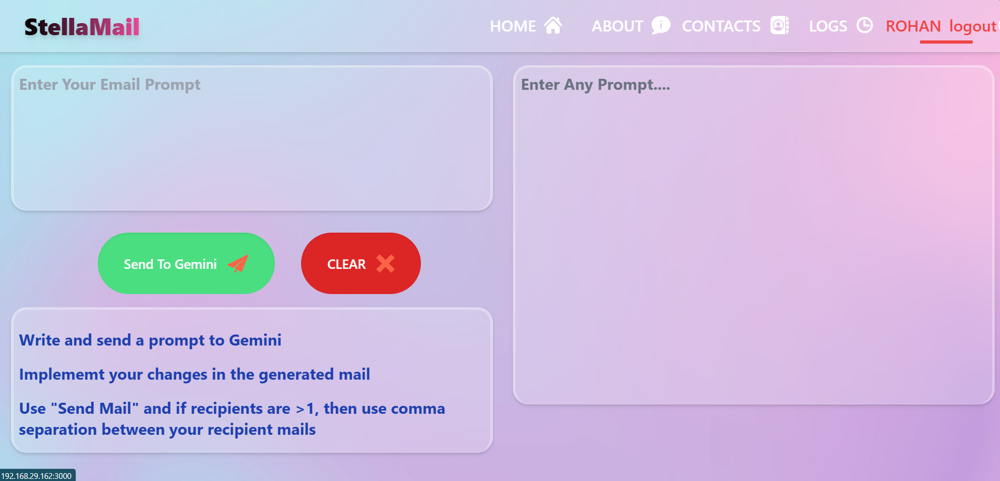 StellaMail
HOME ABOUT CONTACTS LOGS ROHAN logout
Enter Your Email Prompt
Enter Any Prompt....
Send To Gemini
CLEAR
Write and send a prompt to Gemini
Implememt your changes in the generated mail
Use "Send Mail" and if recipients are >1, then use comma
separation between your recipient mails
192.168.29.162:3000